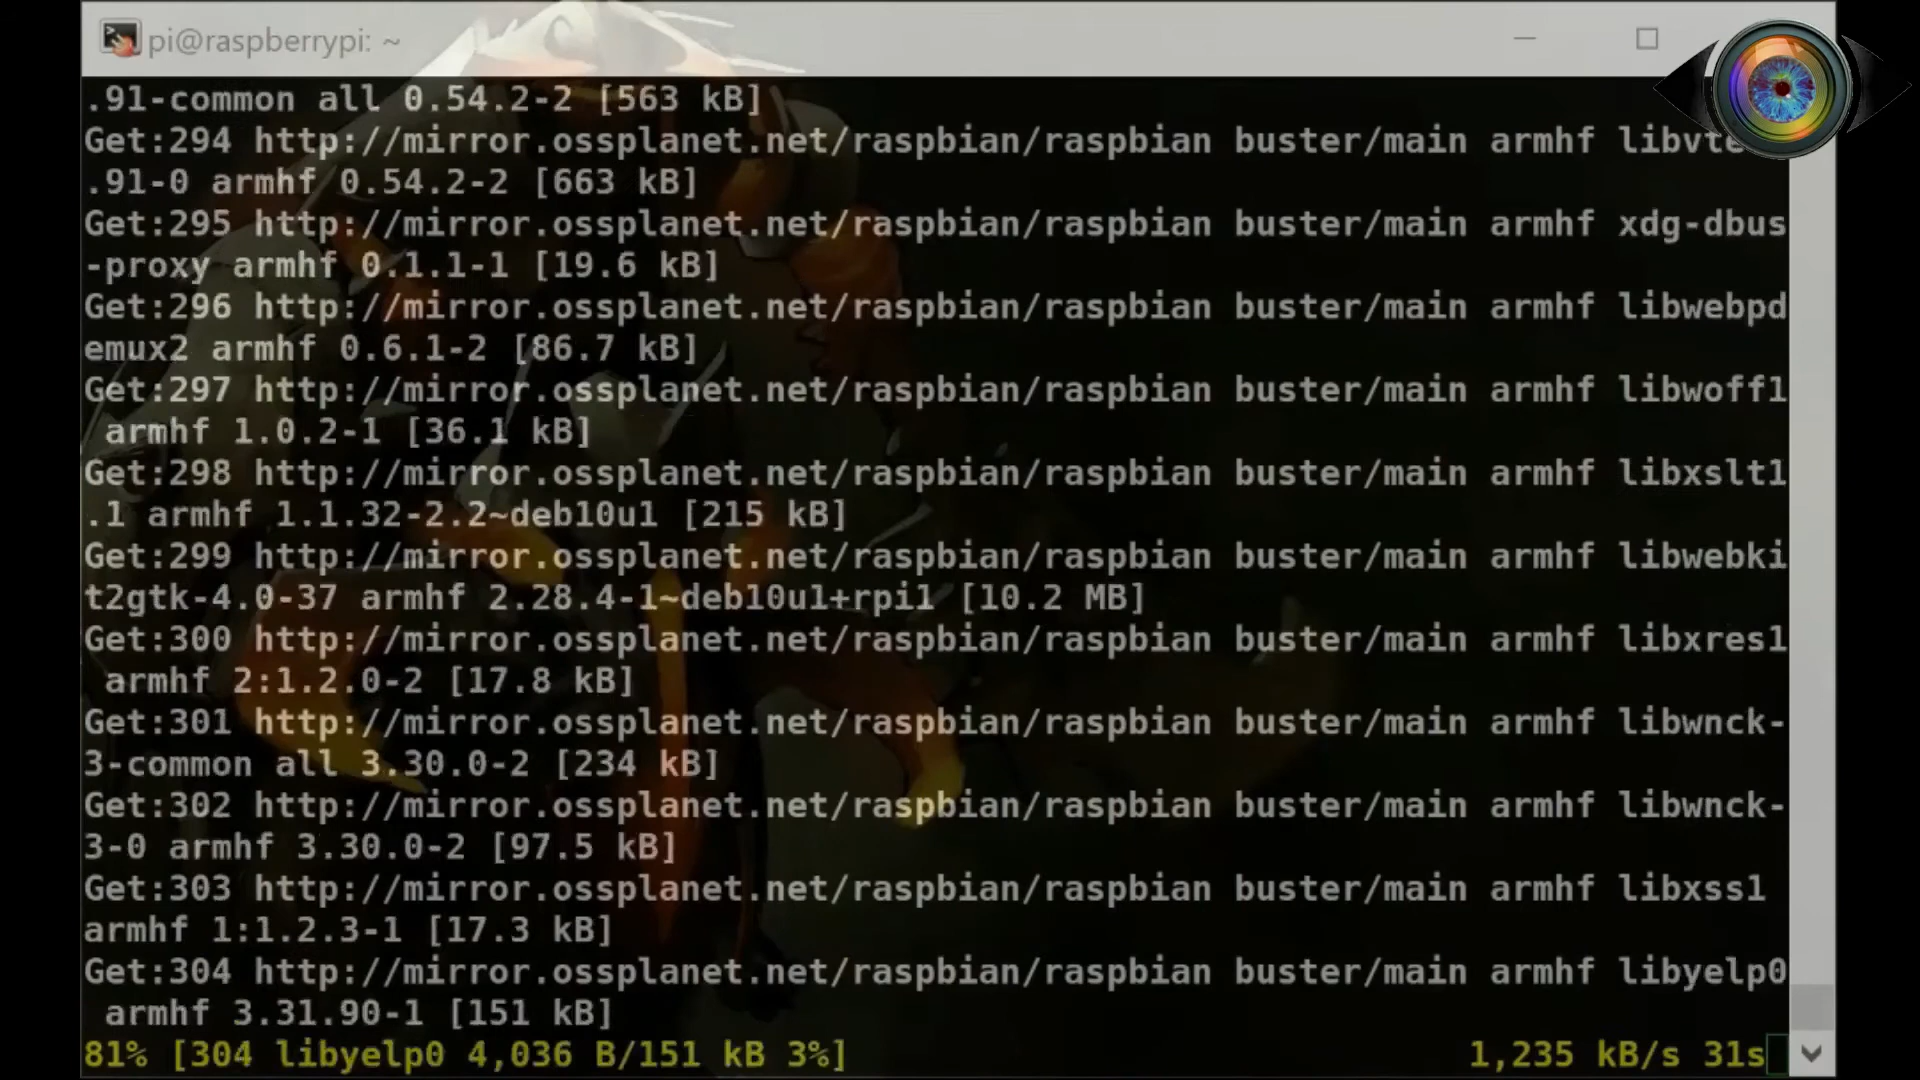 pi@raspberrypi: ~
.91-common all 0.54.2-2 [563 kB]
Get:294 http://mirror.ossplanet.net/raspbian/raspbian buster/main armhf
.91-0 armhf 0.54.2-2 [663 kB]
Get:295 http://mirror.ossplanet.net/raspbian/raspbian buster/main armhf xdg-dbus
-proxy armhf 0.1.1-1 [19.6 kB]
Get:296 http://mirror.ossplanet.net/raspbian/raspbian buster/main armhf libwebpd
emux2 armhf 0.6.1-2 [86.7 kB]
Get:297 http://mirror.ossplanet.net/raspbian/raspbian buster/main armhf libwoff1
armhf 1.0.2-1 [36.1 kB]
Get:298 http://mirror.ossplanet.net/raspbian/raspbian buster/main armhf libxslt1
.1 armhf 1.1.32-2.2~deb10u1 [215 kB]
Get:299 http://mirror.ossplanet.net/raspbian/raspbian buster/main armhf libwebki
t2gtk-4.0-37 armhf 2.28.4-1~deb10u1+rpi1 [10.2 MB]
Get:300 http://mirror.ossplanet.net/raspbian/raspbian buster/main armhf libxres1
armhf 2:1.2.0-2 [17.8 kB]
Get:301 http://mirror.ossplanet.net/raspbian/raspbian buster/main armhf libwnck-
3-common all 3.30.0-2 [234 kB]
Get:302 http://mirror.ossplanet.net/raspbian/raspbian buster/main armhf libwnck-
3-0 armhf 3.30.0-2 [97.5 kB]
Get:303 http://mirror.ossplanet.net/raspbian/raspbian buster/main armhf libxss1
armhf 1:1.2.3-1 [17.3 kB]
Get:304 http://mirror.ossplanet.net/raspbian/raspbian buster/main armhf libyelp0
armhf 3.31.90-1 [151 kB]
81% [304 libyelp0 4,036 B/151 kB 3%] 1,235 kB/s 31s